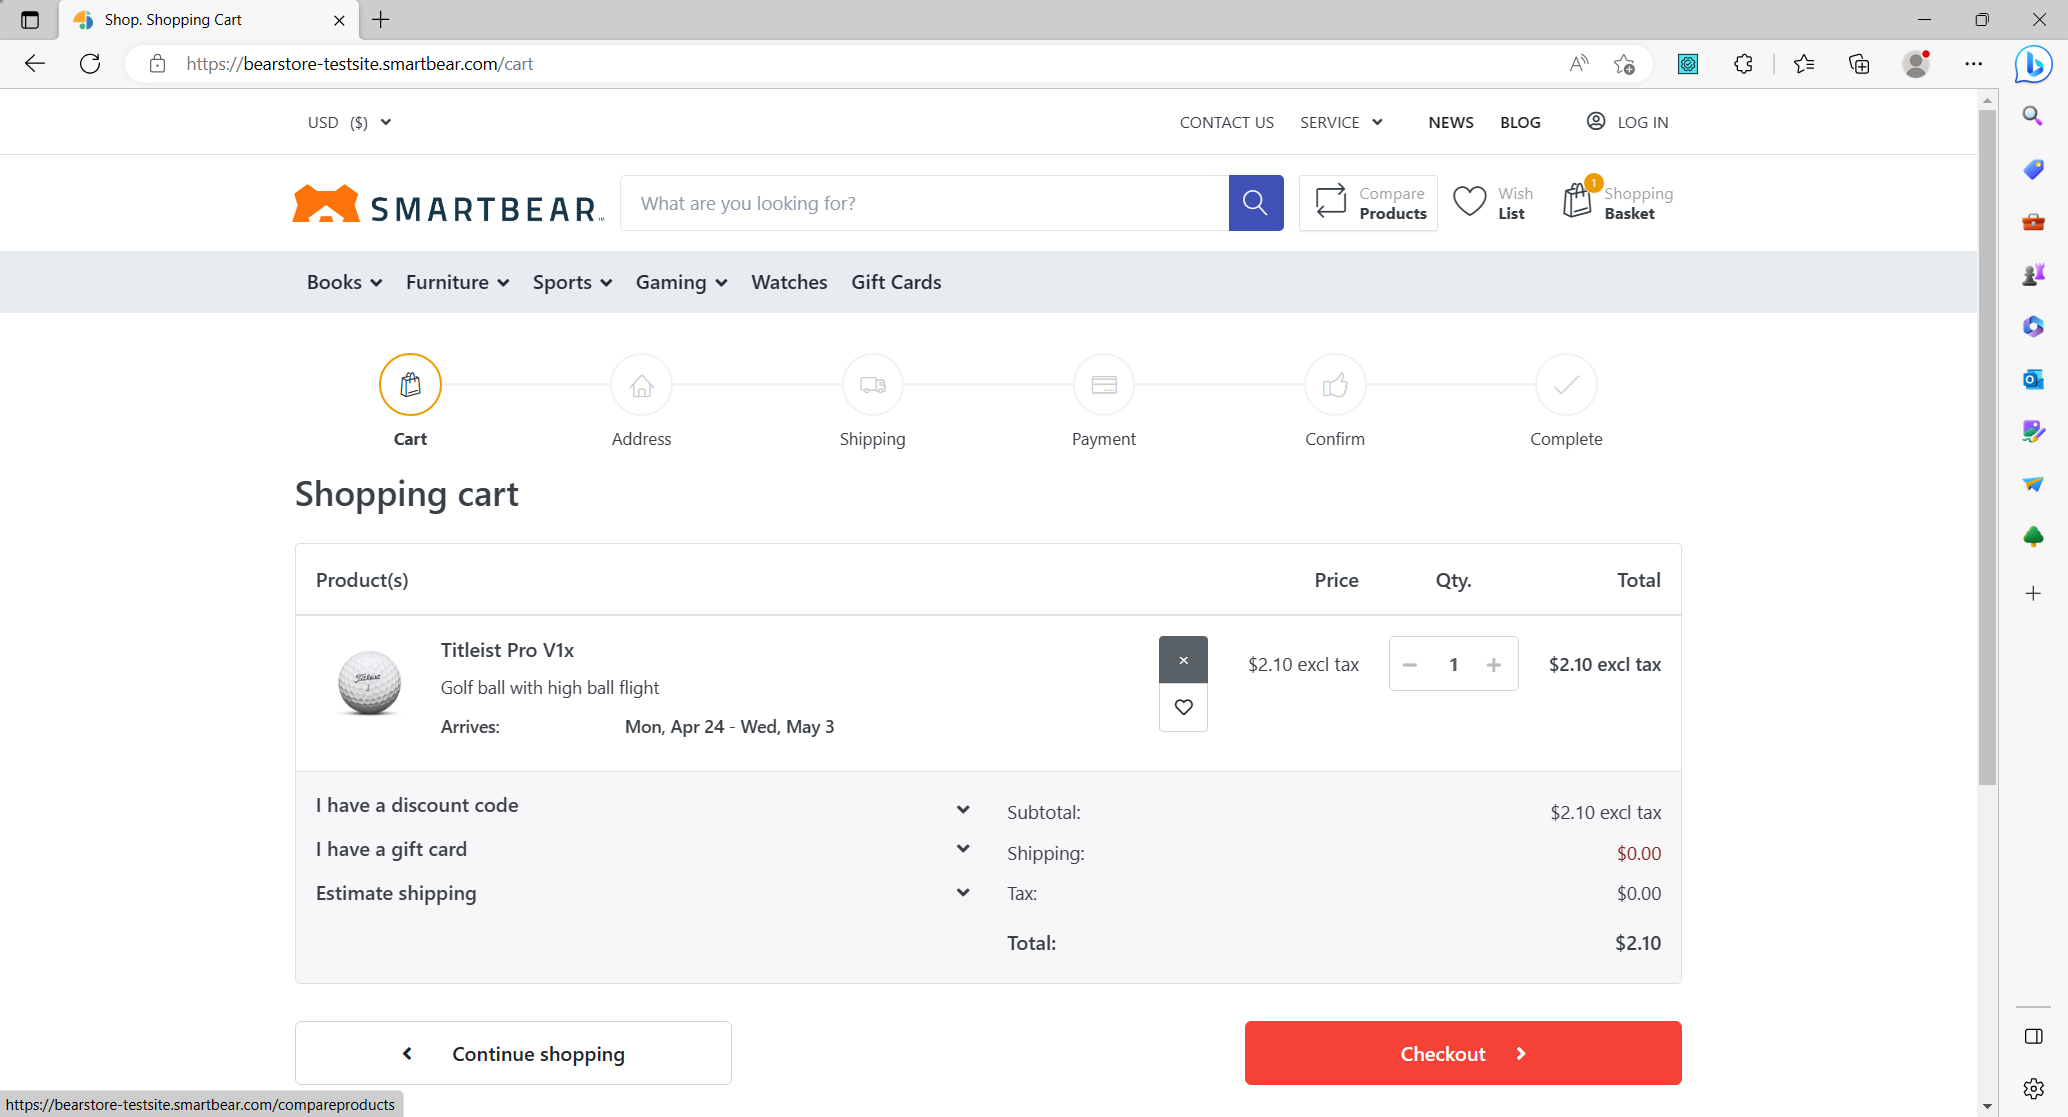 Shop. Shopping Cart
https://bearstore-testsite.smartbear.com/cart
USD ($)
CONTACT US SERVICE NEWS BLOG LOG IN
SMARTBEAR
What are you looking for?
Compare Products
Wish List
1
Shopping Basket
Books Furniture Sports Gaming Watches Gift Cards
Cart Address Shipping Payment Confirm Complete
Shopping cart
Product(s) Price Qty. Total
Titleist Pro V1x
Titleist
1
$2.10 excl tax 1 $2.10 excl tax
Golf ball with high ball flight
Arrives: Mon, Apr 24 - Wed, May 3
I have a discount code
I have a gift card
Estimate shipping
Subtotal: $2.10 excl tax
Shipping: $0.00
Tax: $0.00
Total: $2.10
Continue shopping
Checkout
https://bearstore-testsite.smartbear.com/compareproducts